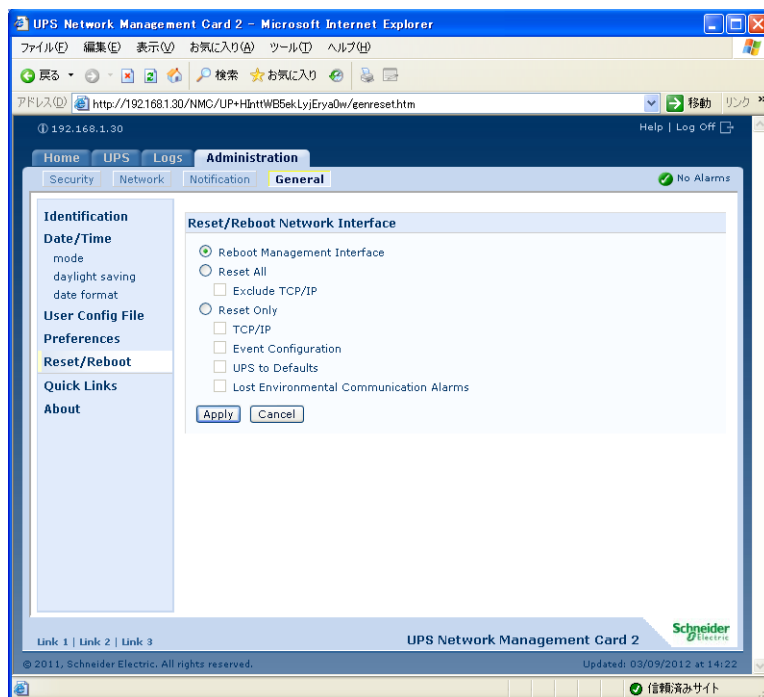 UPS Network Management Card 2 - Microsoft Internet Explorer
ファイル(F) 編集(E) 表示(V) お気に入り(A) ツール(T) ヘルプ(H)
戻る 検索 お気に入り
アドレス(D) http://192.168.1.30/NMC/UP+HInttWB5ekLyjErya0w/genreset.htm 移動 リンク »
192.168.1.30 Help | Log Off
Home UPS Logs Administration
Security Network Notification General No Alarms
Identification
Date/Time
mode
daylight saving
date format
User Config File
Preferences
Reset/Reboot
Quick Links
About
Reset/Reboot Network Interface
Reboot Management Interface
Reset All
Exclude TCP/IP
Reset Only
TCP/IP
Event Configuration
UPS to Defaults
Lost Environmental Communication Alarms
Apply Cancel
Link 1 | Link 2 | Link 3
UPS Network Management Card 2
Schneider Electric
© 2011, Schneider Electric. All rights reserved. Updated: 03/09/2012 at 14:22
信頼済みサイト